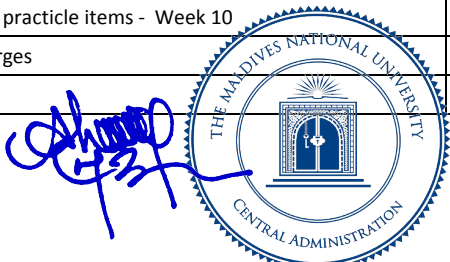 practicle items -  Week 10
rges
THE MALDIVES NATIONAL UNIVERSITY
CENTRAL ADMINISTRATION